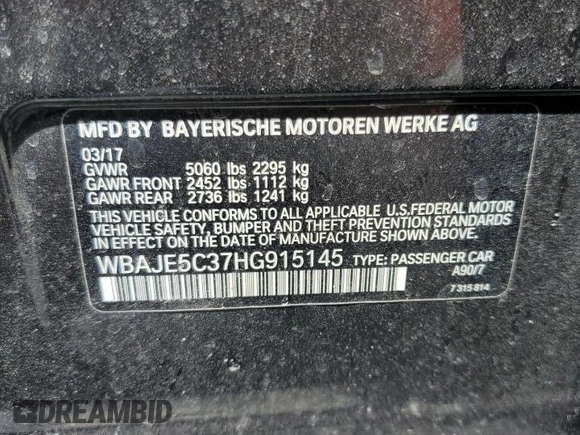 MFD BY BAYERISCHE MOTOREN WERKE AG
03/17
GVWR 5060 lbs 2295 kg
GAWR FRONT 2452 lbs 1112 kg
GAWR REAR 2736 lbs 1241 kg
THIS VEHICLE CONFORMS TO ALL APPLICABLE U.S.FEDERAL MOTOR
VEHICLE SAFETY, BUMPER, AND THEFT PREVENTION STANDARDS
IN EFFECT ON THE DATE OF MANUFACTURE SHOWN ABOVE.
WBAJE5C37HG915145 TYPE: PASSENGER CAR
A90/7
7 315 814
DREAMBID